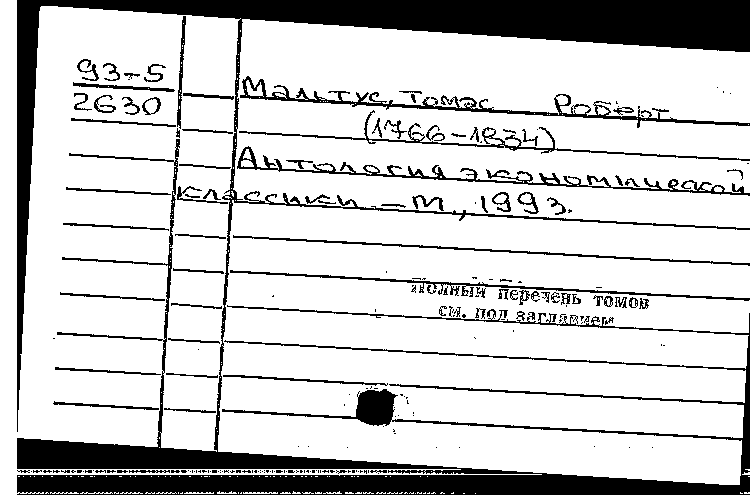 93-5
2630
Мальтус, Томас Роберт
(1766-1834)
Антология экономической
классики — М., 1993.
Полный перечень томов
см. под заглавием